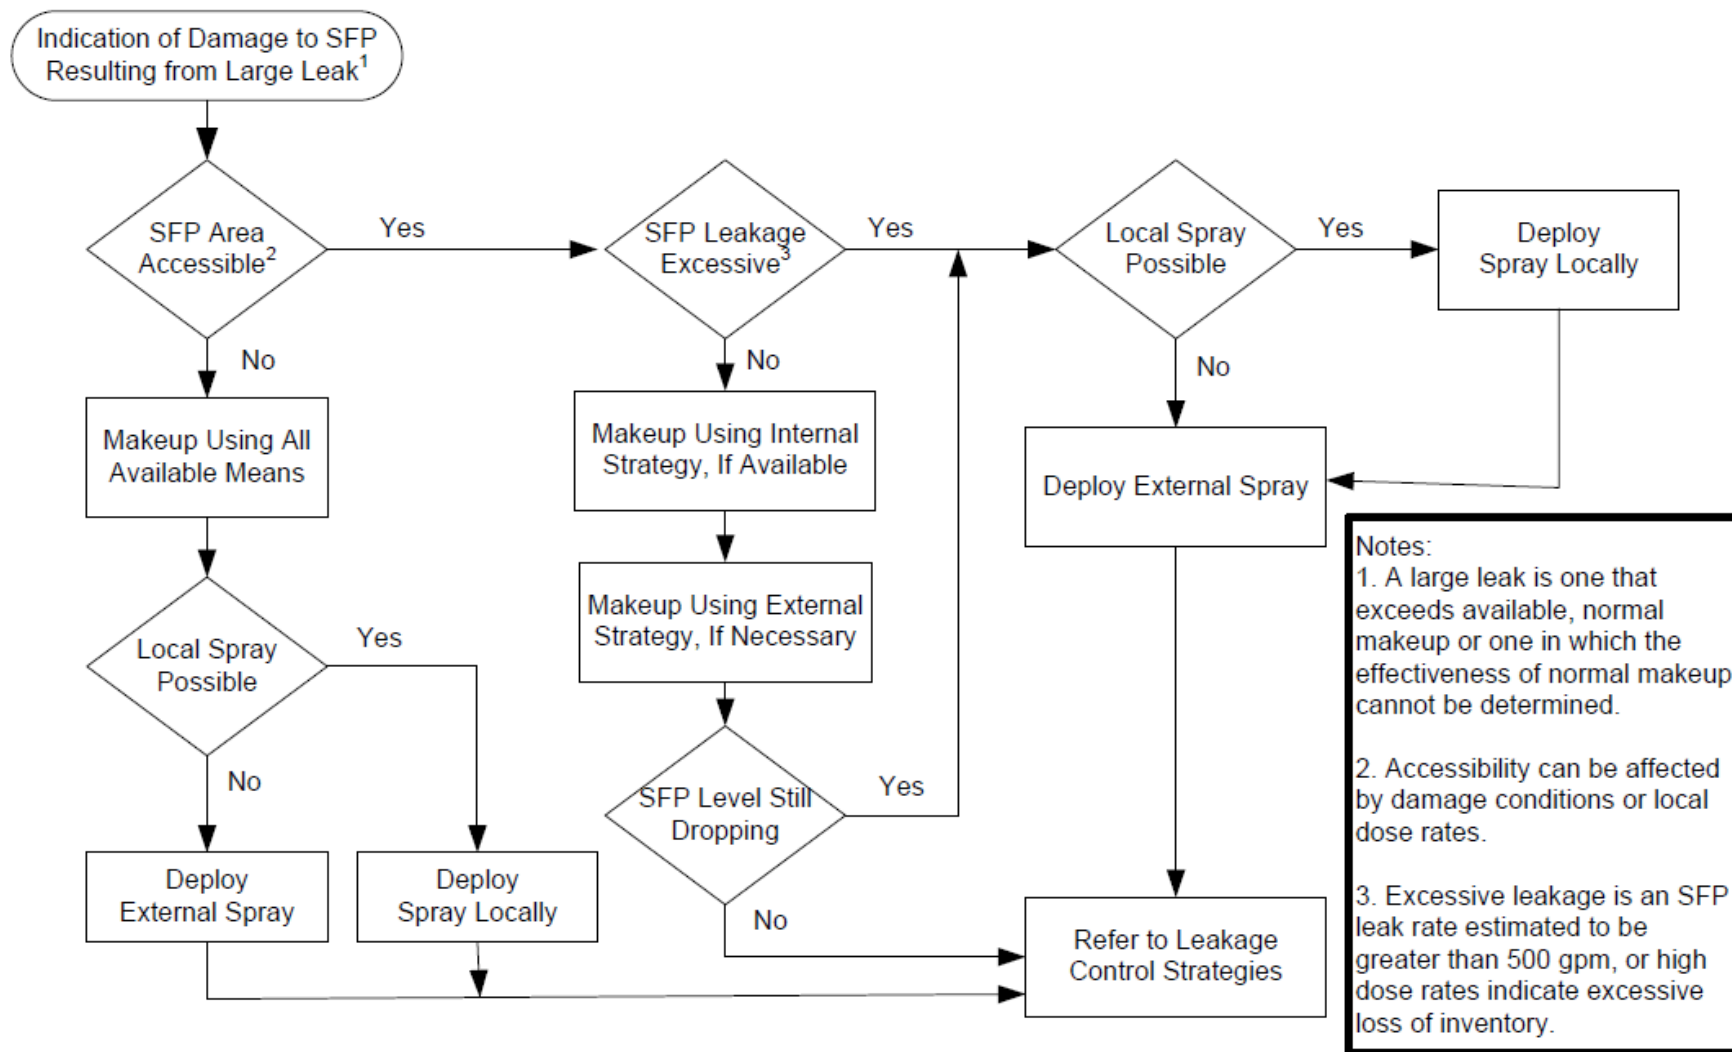 Indication of Damage to SFP
Resulting from Large Leak1
SFP Area
Accessible2
Yes
SFP Leakage
Excessive3
Yes
Local Spray
Possible
Yes
Deploy
Spray Locally
No
No
No
Makeup Using All
Available Means
Makeup Using Internal
Strategy, If Available
Deploy External Spray
Makeup Using External
Strategy, If Necessary
Local Spray
Possible
Yes
No
SFP Level Still
Dropping
Yes
No
Deploy
External Spray
Deploy
Spray Locally
Refer to Leakage
Control Strategies
Notes:
1. A large leak is one that
exceeds available, normal
makeup or one in which the
effectiveness of normal makeup
cannot be determined.
2. Accessibility can be affected
by damage conditions or local
dose rates.
3. Excessive leakage is an SFP
leak rate estimated to be
greater than 500 gpm, or high
dose rates indicate excessive
loss of inventory.